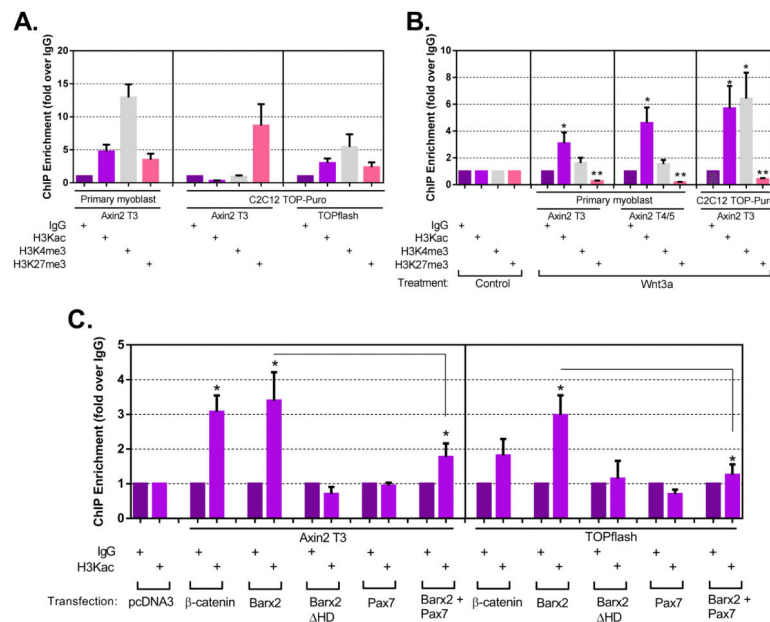 A.
ChIP Enrichment (fold over IgG)
20
15
10
5
0
Primary myoblast
C2C12 TOP-Puro
Axin2 T3
Axin2 T3
TOPflash
IgG + + +
H3Kac + + +
H3K4me3 + + +
H3K27me3 + + +
B.
ChIP Enrichment (fold over IgG)
10
8
6
4
2
0
* ** * ** * * **
Primary myoblast
C2C12 TOP-Puro
Axin2 T3
Axin2 T4/5
Axin2 T3
IgG + + + +
H3Kac + + + +
H3K4me3 + + + +
H3K27me3 + + + +
Treatment: Control Wnt3a
C.
ChIP Enrichment (fold over IgG)
5
4
3
2
1
0
* * * * *
Axin2 T3
TOPflash
IgG + + + + + + + + + + +
H3Kac + + + + + + + + + + +
Transfection: pcDNA3 β-catenin Barx2 Barx2 Pax7 Barx2 + β-catenin Barx2 Barx2 Pax7 Barx2 +
ΔHD Pax7 ΔHD Pax7